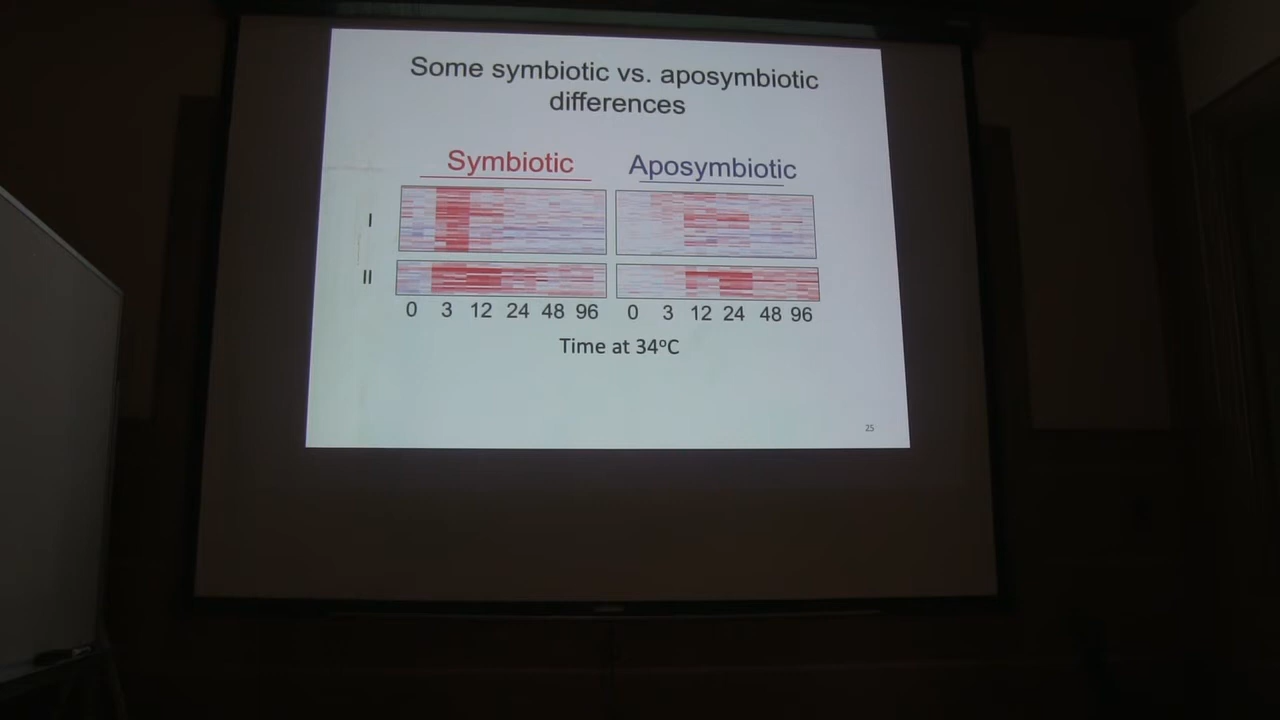 Some symbiotic vs. aposymbiotic
differences
Symbiotic Aposymbiotic
I
II
0 3 12 24 48 96 0 3 12 24 48 96
Time at 34ºC
25